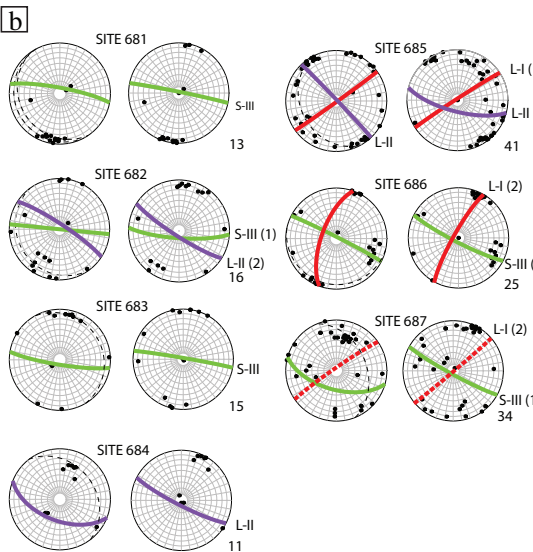 b
SITE 681
S-III
13
SITE 682
S-III (1)
L-II (2)
16
SITE 683
S-III
15
SITE 684
L-II
11
SITE 685
L-I (
L-II
L-II
41
SITE 686
L-I (2)
S-III (
25
SITE 687
L-I (2)
S-III (1
34